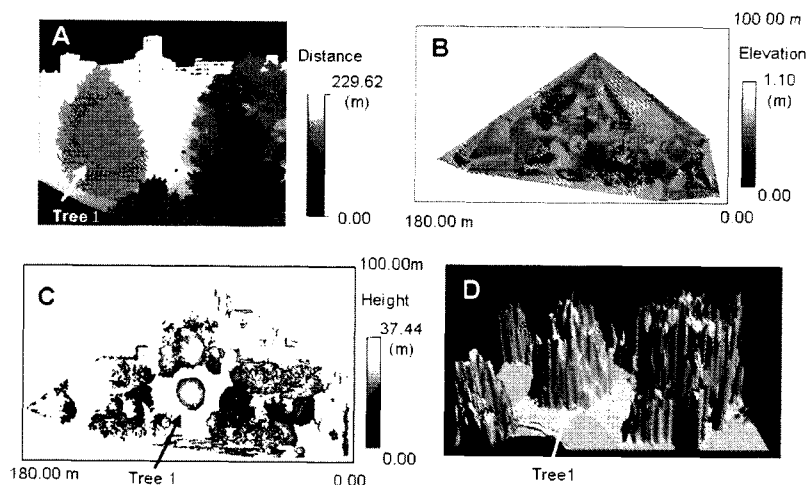 A
Distance
229.62
(m)
0.00
Tree 1
B
100.00 m
Elevation
1.10
(m)
0.00
180.00 m
0.00
C
100.00m
Height
37.44
(m)
0.00
180.00 m
Tree 1
0.00
D
Tree1